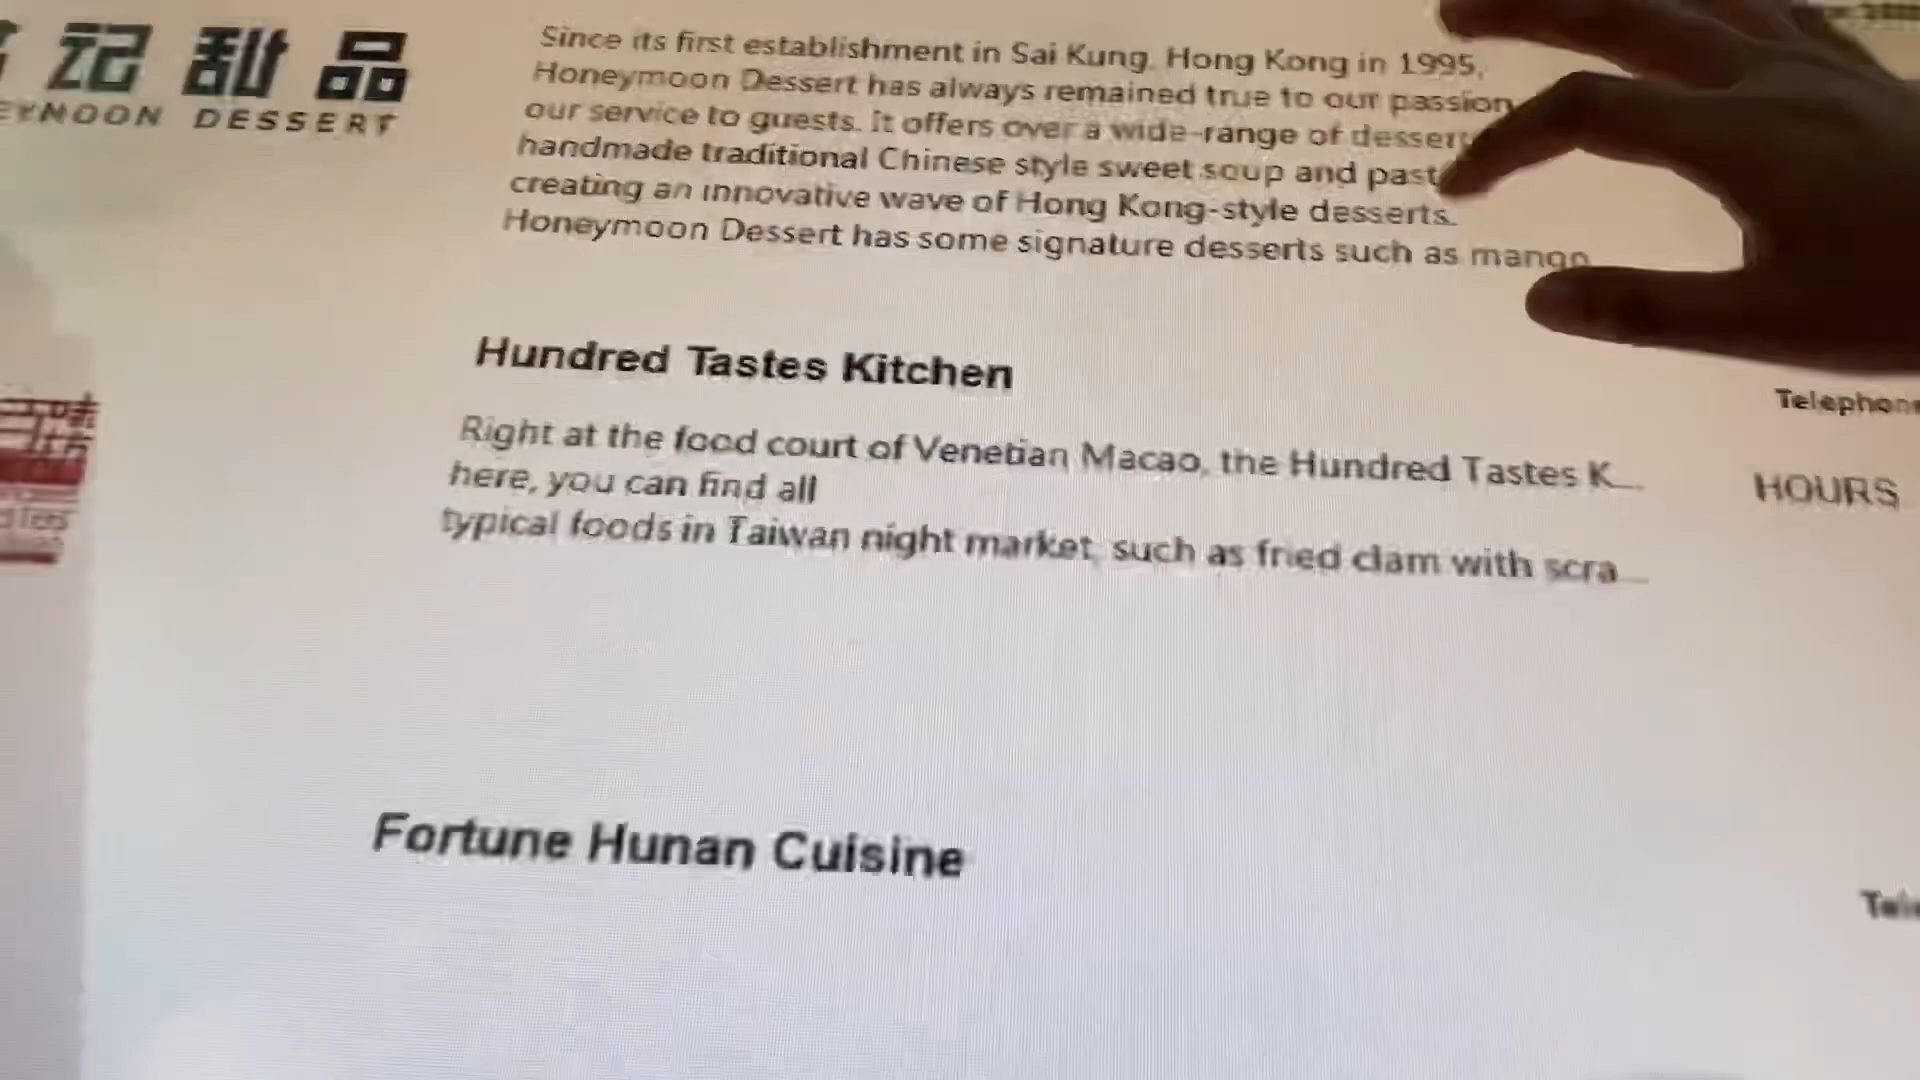 記 甜 品
DESSERT
Since its first establishment in Sai Kung, Hong Kong in 1995,
Honeymoon Dessert has always remained true to our passion
our service to guests. It offers over a wide-range of dessert
handmade traditional Chinese style sweet soup and past
creating an innovative wave of Hong Kong-style desserts.
Honeymoon Dessert has some signature desserts such as mango
Hundred Tastes Kitchen
Telephone
Right at the food court of Venetian Macao, the Hundred Tastes K...
here, you can find all
typical foods in Taiwan night market, such as fried clam with scra...
HOURS
Fortune Hunan Cuisine
Tele